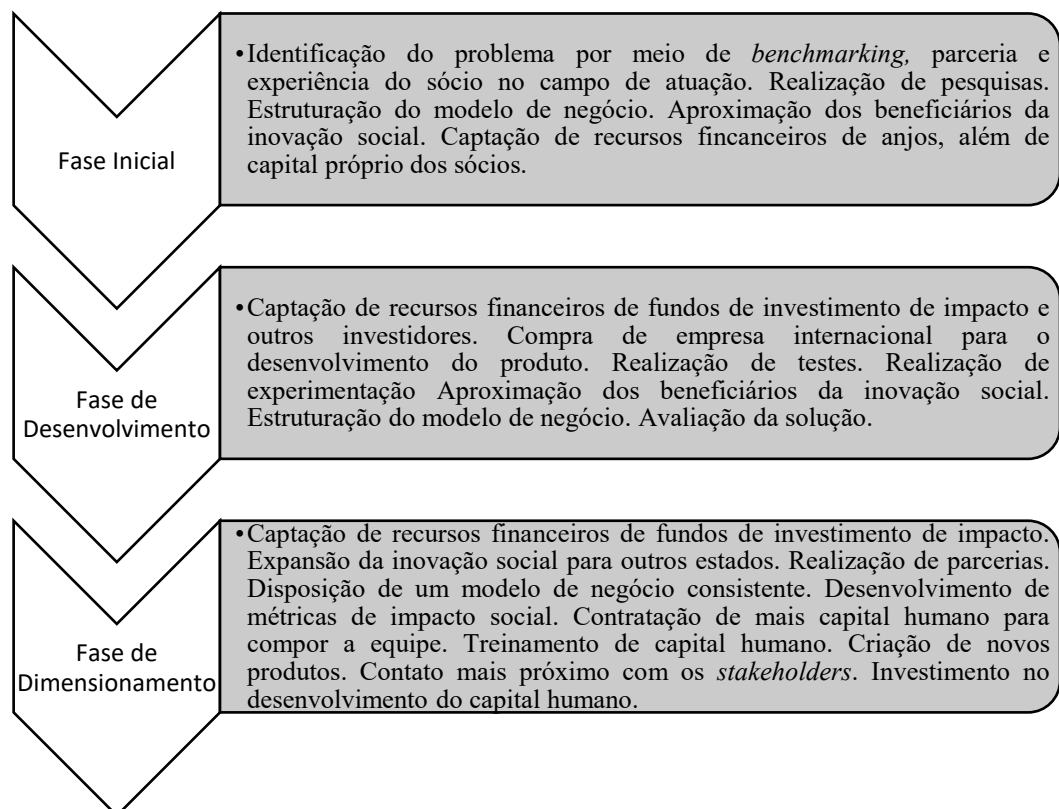 Fase Inicial
•Identificação do problema por meio de benchmarking, parceria e
experiência do sócio no campo de atuação. Realização de pesquisas.
Estruturação do modelo de negócio. Aproximação dos beneficiários da
inovação social. Captação de recursos fincanceiros de anjos, além de
capital próprio dos sócios.
Fase de
Desenvolvimento
•Captação de recursos financeiros de fundos de investimento de impacto e
outros investidores. Compra de empresa internacional para o
desenvolvimento do produto. Realização de testes. Realização de
experimentação Aproximação dos beneficiários da inovação social.
Estruturação do modelo de negócio. Avaliação da solução.
Fase de
Dimensionamento
•Captação de recursos financeiros de fundos de investimento de impacto.
Expansão da inovação social para outros estados. Realização de parcerias.
Disposição de um modelo de negócio consistente. Desenvolvimento de
métricas de impacto social. Contratação de mais capital humano para
compor a equipe. Treinamento de capital humano. Criação de novos
produtos. Contato mais próximo com os stakeholders. Investimento no
desenvolvimento do capital humano.